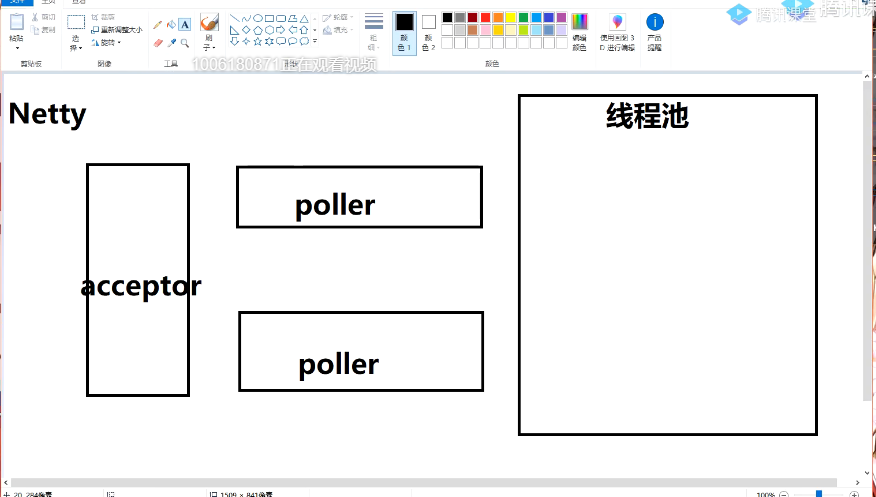 文件 主页 查看
粘贴
剪切
复制
剪贴板
选
择
裁剪
重新调整大小
旋转
图像
A
工具
刷
子
轮廓
填充
形状
粗
细
颜
色 1
颜
色 2
编辑
颜色
颜色
使用画图 3
D 进行编辑
产品
提醒
腾讯课堂
腾讯课
1006180871正在观看视频
Netty
线程池
poller
acceptor
poller
20, 284像素
1509 × 841像素
100%